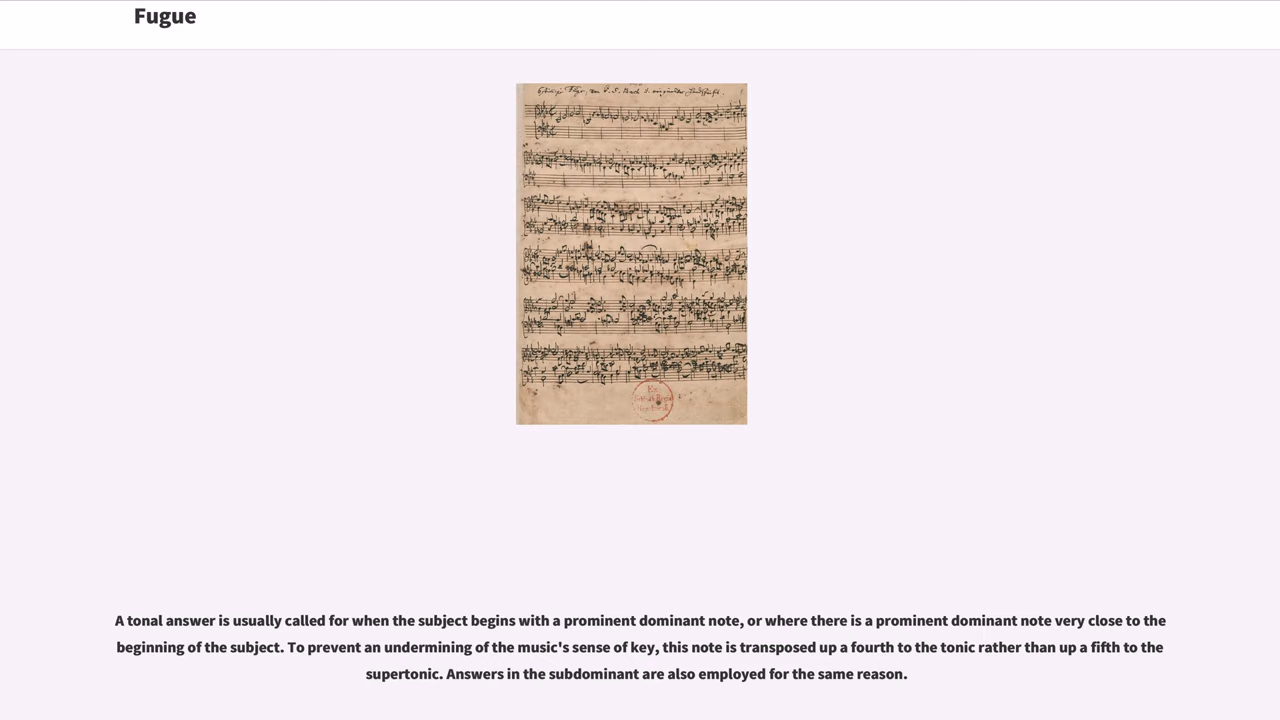 Fugue
A tonal answer is usually called for when the subject begins with a prominent dominant note, or where there is a prominent dominant note very close to the
beginning of the subject. To prevent an undermining of the music's sense of key, this note is transposed up a fourth to the tonic rather than up a fifth to the
supertonic. Answers in the subdominant are also employed for the same reason.